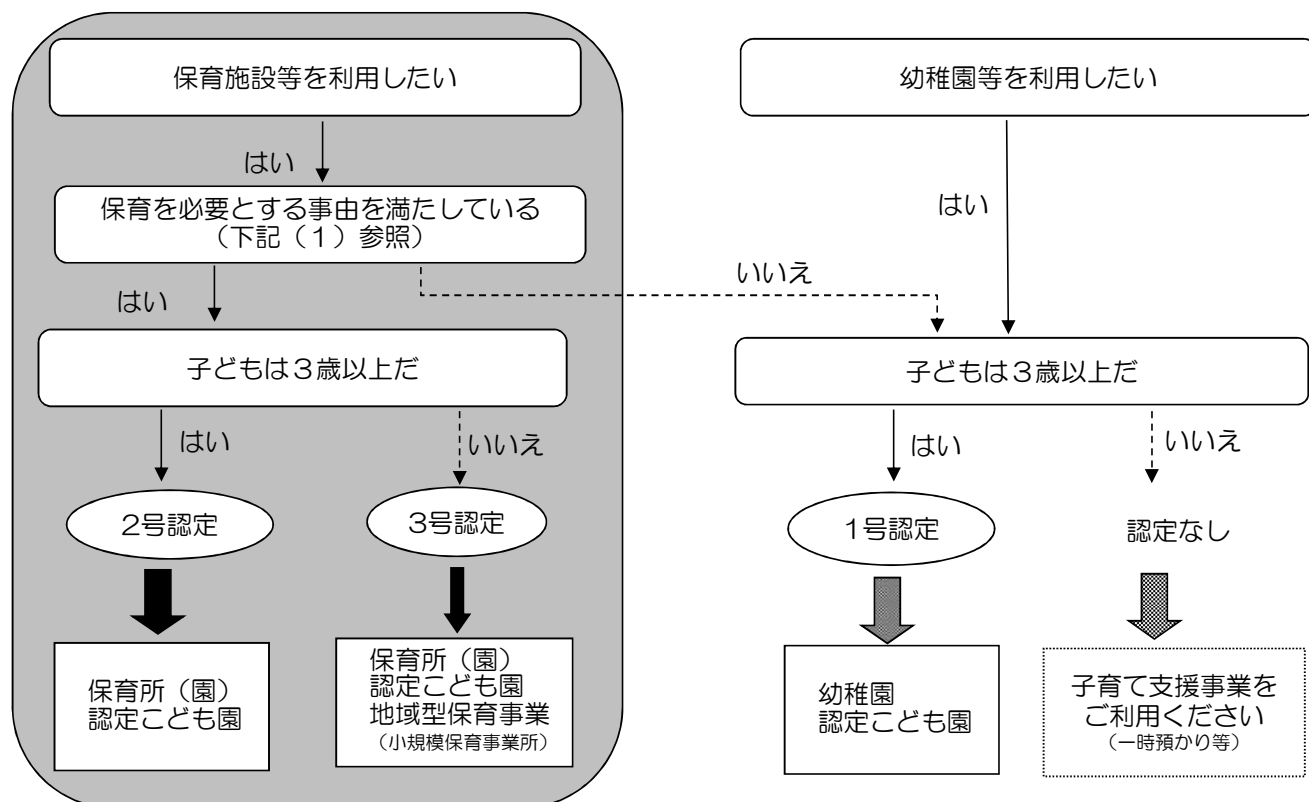 保育施設等を利用したい
幼稚園等を利用したい
はい
保育を必要とする事由を満たしている
（下記（１）参照）
はい
いいえ
はい
子どもは３歳以上だ
子どもは３歳以上だ
はい
いいえ
はい
いいえ
2号認定
3号認定
1号認定
認定なし
保育所（園）
認定こども園
保育所（園）
認定こども園
地域型保育事業
（小規模保育事業所）
幼稚園
認定こども園
子育て支援事業を
ご利用ください
（一時預かり等）